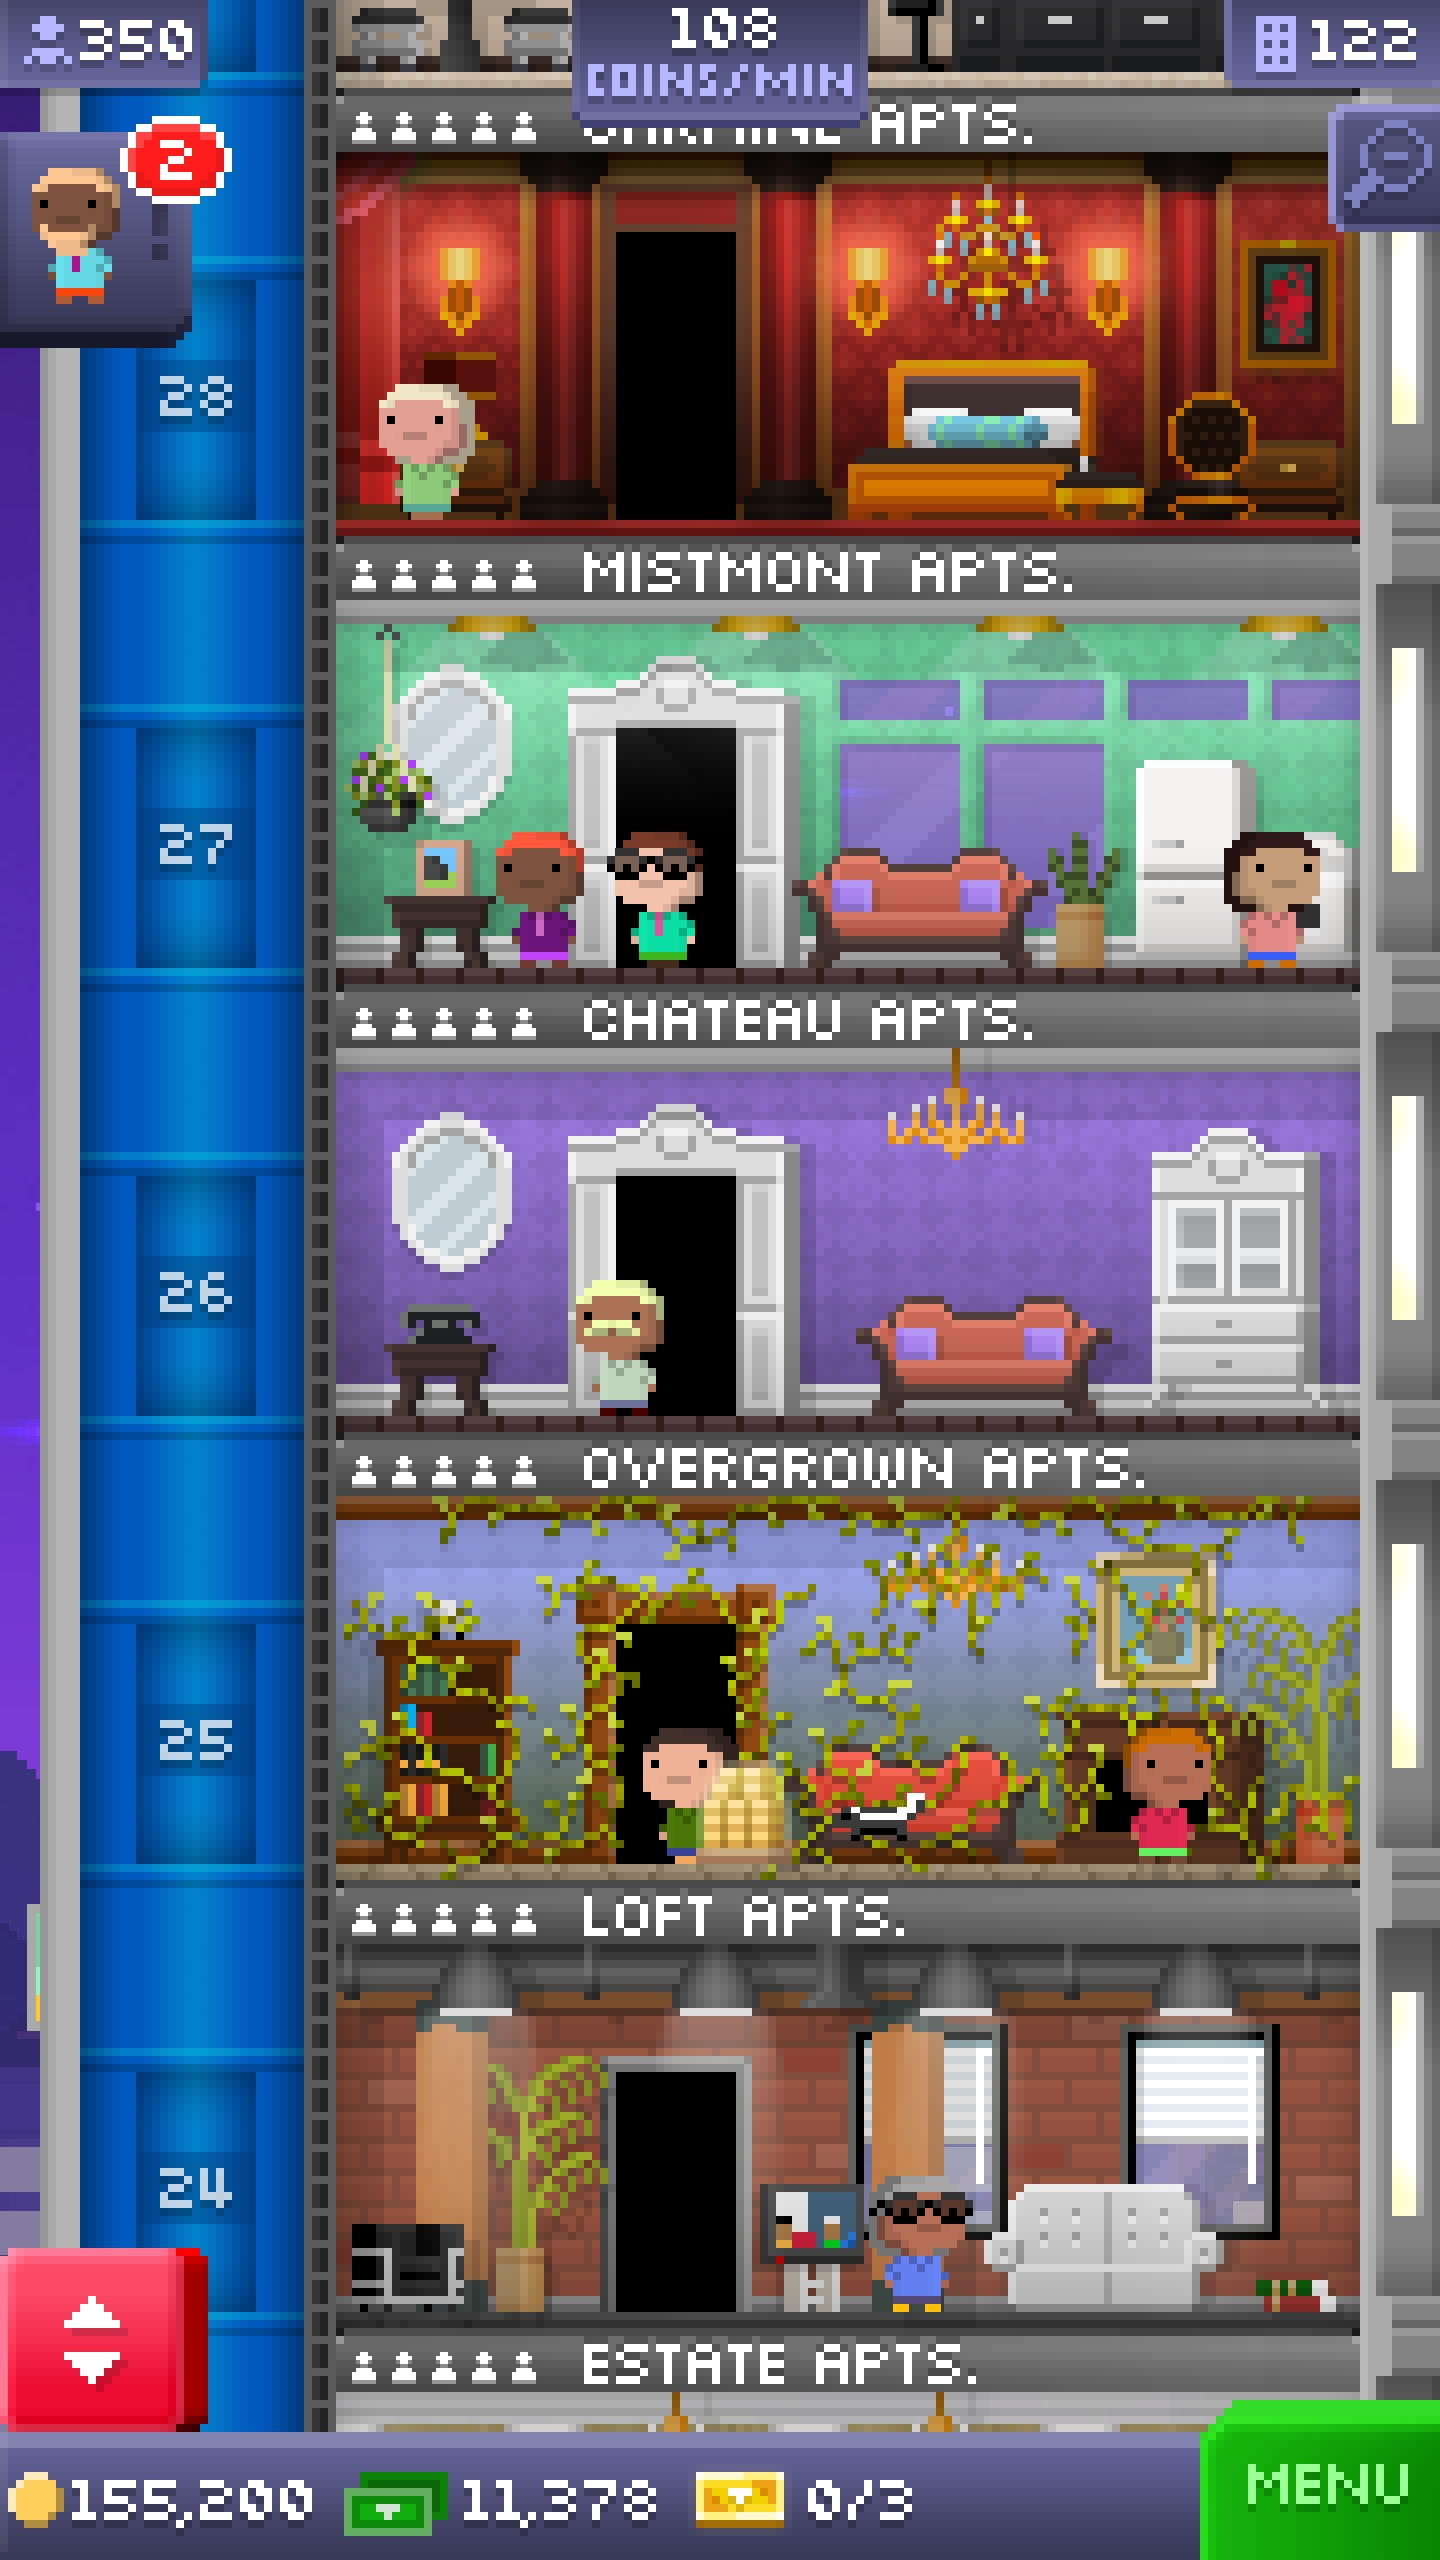 350
108
COINS/MIN
122
2
APTS.
28
MISTMONT APTS.
27
CHATEAU APTS.
26
OVERGROWN APTS.
25
LOFT APTS.
24
ESTATE APTS.
155,200
11,378
0/3
MENU